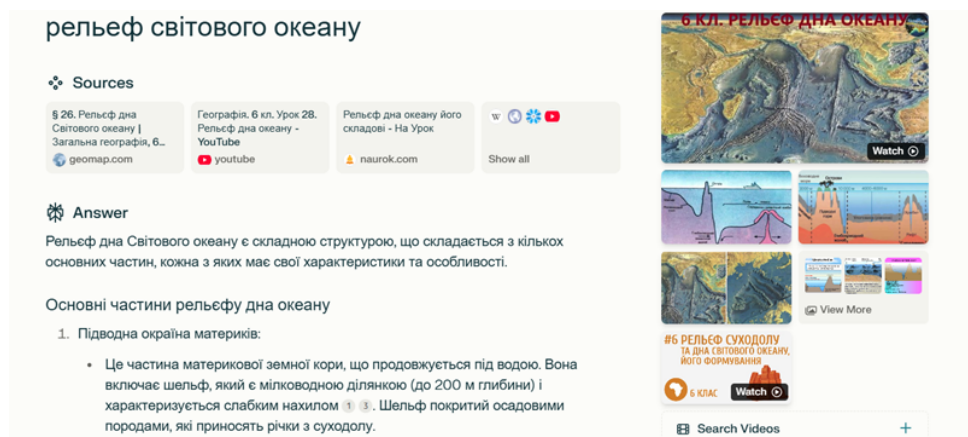 рельеф світового океану
Sources
§ 26. Рельєф дна
Світового океану |
Загальна географія, 6...
geomap.com
Географія. 6 кл. Урок 28.
Рельєф дна океану -
YouTube
youtube
Рельєф дна океану його
складові - На Урок
naurok.com
W
Show all
Answer
Рельєф дна Світового океану є складною структурою, що складається з кількох
основних частин, кожна з яких має свої характеристики та особливості.
Основні частини рельєфу дна океану
1. Підводна окраїна материків:
• Це частина материкової земної кори, що продовжується під водою. Вона
включає шельф, який є мілководною ділянкою (до 200 м глибини) і
характеризується слабким нахилом 1 3. Шельф покритий осадовими
породами, які приносять річки з суходолу.
6 КЛ. РЕЛЬЄФ ДНА ОКЕАНУ
Watch
View More
#6 РЕЛЬЄФ СУХОДОЛУ
ТА ДНА СВІТОВОГО ОКЕАНУ,
ЙОГО ФОРМУВАННЯ
6 КЛАС
Watch
Search Videos